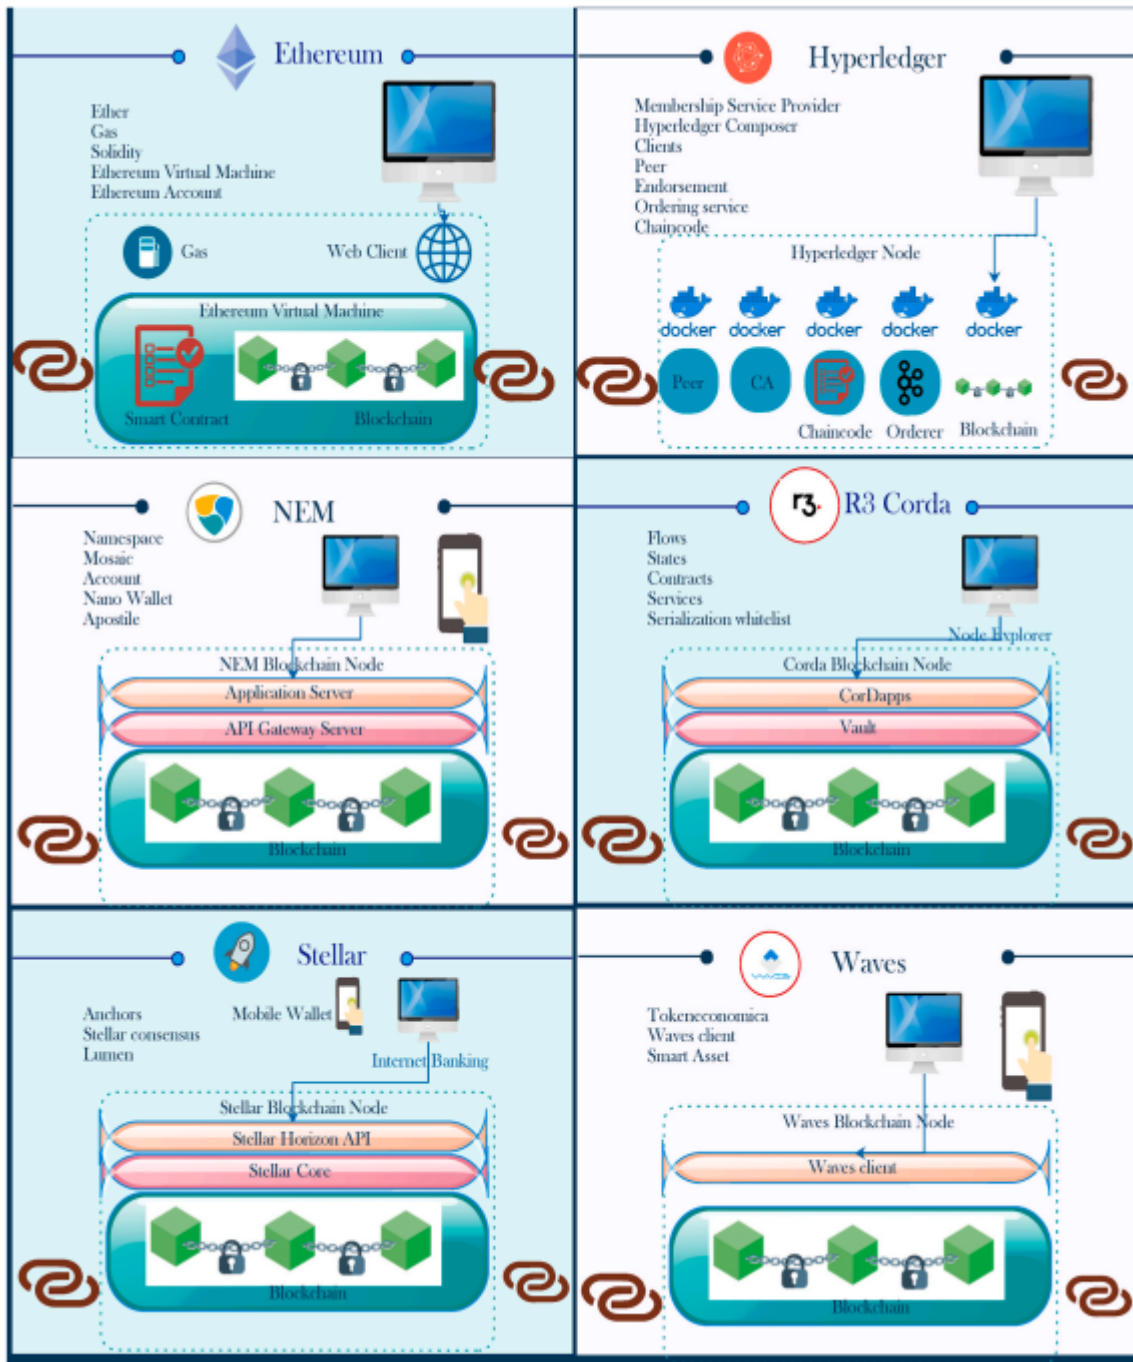 Ethereum
Ether
Gas
Solidity
Ethereum Virtual Machine
Ethereum Account
Gas
Web Client
Ethereum Virtual Machine
Smart Contract
Blockchain
Hyperledger
Membership Service Provider
Hyperledger Composer
Clients
Peer
Endorsement
Ordering service
Chaincode
Hyperledger Node
docker docker docker docker docker
Peer
CA
Chaincode
Orderer
Blockchain
NEM
Namespace
Mosaic
Account
Nano Wallet
Apostile
NEM Blockchain Node
Application Server
API Gateway Server
Blockchain
r3.
R3 Corda
Flows
States
Contracts
Services
Serialization whitelist
Node Explorer
Corda Blockchain Node
CorDapps
Vault
Blockchain
Stellar
Anchors
Stellar consensus
Lumen
Mobile Wallet
Internet Banking
Stellar Blockchain Node
Stellar Horizon API
Stellar Core
Blockchain
WAVES
Waves
Tokeneconomica
Waves client
Smart Asset
Waves Blockchain Node
Waves client
Blockchain